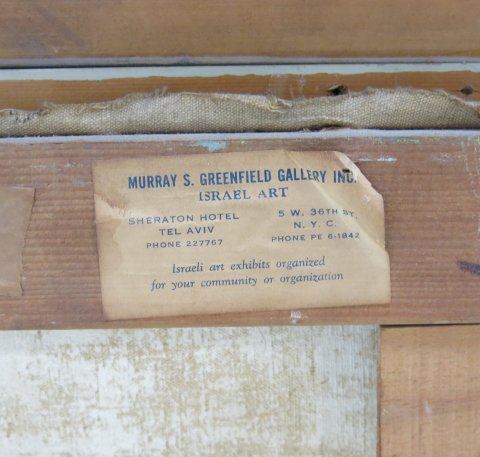 MURRAY S. GREENFIELD GALLERY INC.
ISRAEL ART
SHERATON HOTEL
TEL AVIV
PHONE 227767
5 W. 36TH ST.
N. Y. C.
PHONE PE 6-1842
Israeli art exhibits organized
for your community or organization